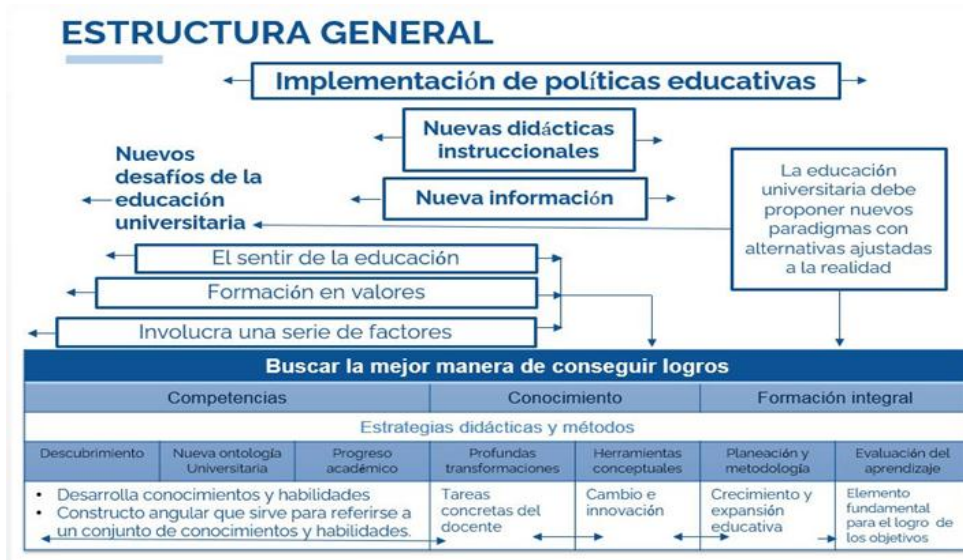 ESTRUCTURA GENERAL
Implementación de políticas educativas
Nuevas didácticas
instruccionales
Nuevos
desafíos de la
educación
universitaria
Nueva información
La educación
universitaria debe
proponer nuevos
paradigmas con
alternativas ajustadas
a la realidad
El sentir de la educación
Formación en valores
Involucra una serie de factores
Buscar la mejor manera de conseguir logros
Competencias
Conocimiento
Formación integral
Estrategias didácticas y métodos
Descubrimiento
Nueva ontología
Universitaria
Progreso
académico
Profundas
transformaciones
Herramientas
conceptuales
Planeación y
metodología
Evaluación del
aprendizaje
• Desarrolla conocimientos y habilidades
• Constructo angular que sirve para referirse a
un conjunto de conocimientos y habilidades.
Tareas
concretas del
docente
Cambio e
innovación
Crecimiento y
expansión
educativa
Elemento
fundamental
para el logro de
los objetivos